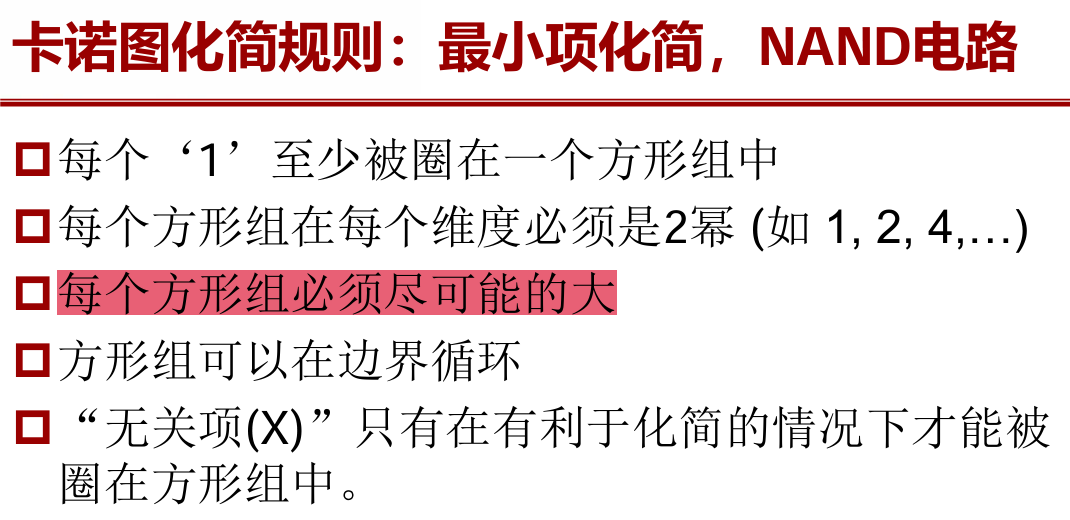 卡诺图化简规则：最小项化简，NAND电路
每个‘1’至少被圈在一个方形组中
每个方形组在每个维度必须是2幂 (如 1, 2, 4,…)
每个方形组必须尽可能的大
方形组可以在边界循环
“无关项(X)”只有在有利于化简的情况下才能被
圈在方形组中。